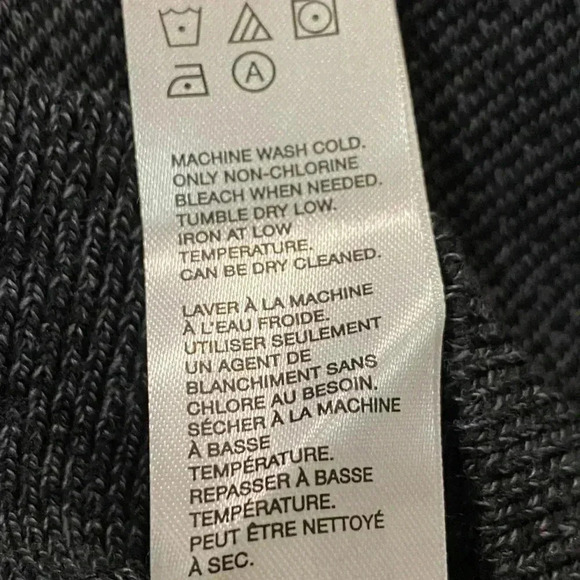 A
MACHINE WASH COLD.
ONLY NON-CHLORINE
BLEACH WHEN NEEDED.
TUMBLE DRY LOW.
IRON AT LOW
TEMPERATURE.
CAN BE DRY CLEANED.
LAVER À LA MACHINE
À L'EAU FROIDE.
UTILISER SEULEMENT
UN AGENT DE
BLANCHIMENT SANS
CHLORE AU BESOIN.
SÉCHER À LA MACHINE
À BASSE
TEMPÉRATURE.
REPASSER À BASSE
TEMPÉRATURE.
PEUT ÊTRE NETTOYÉ
À SEC.